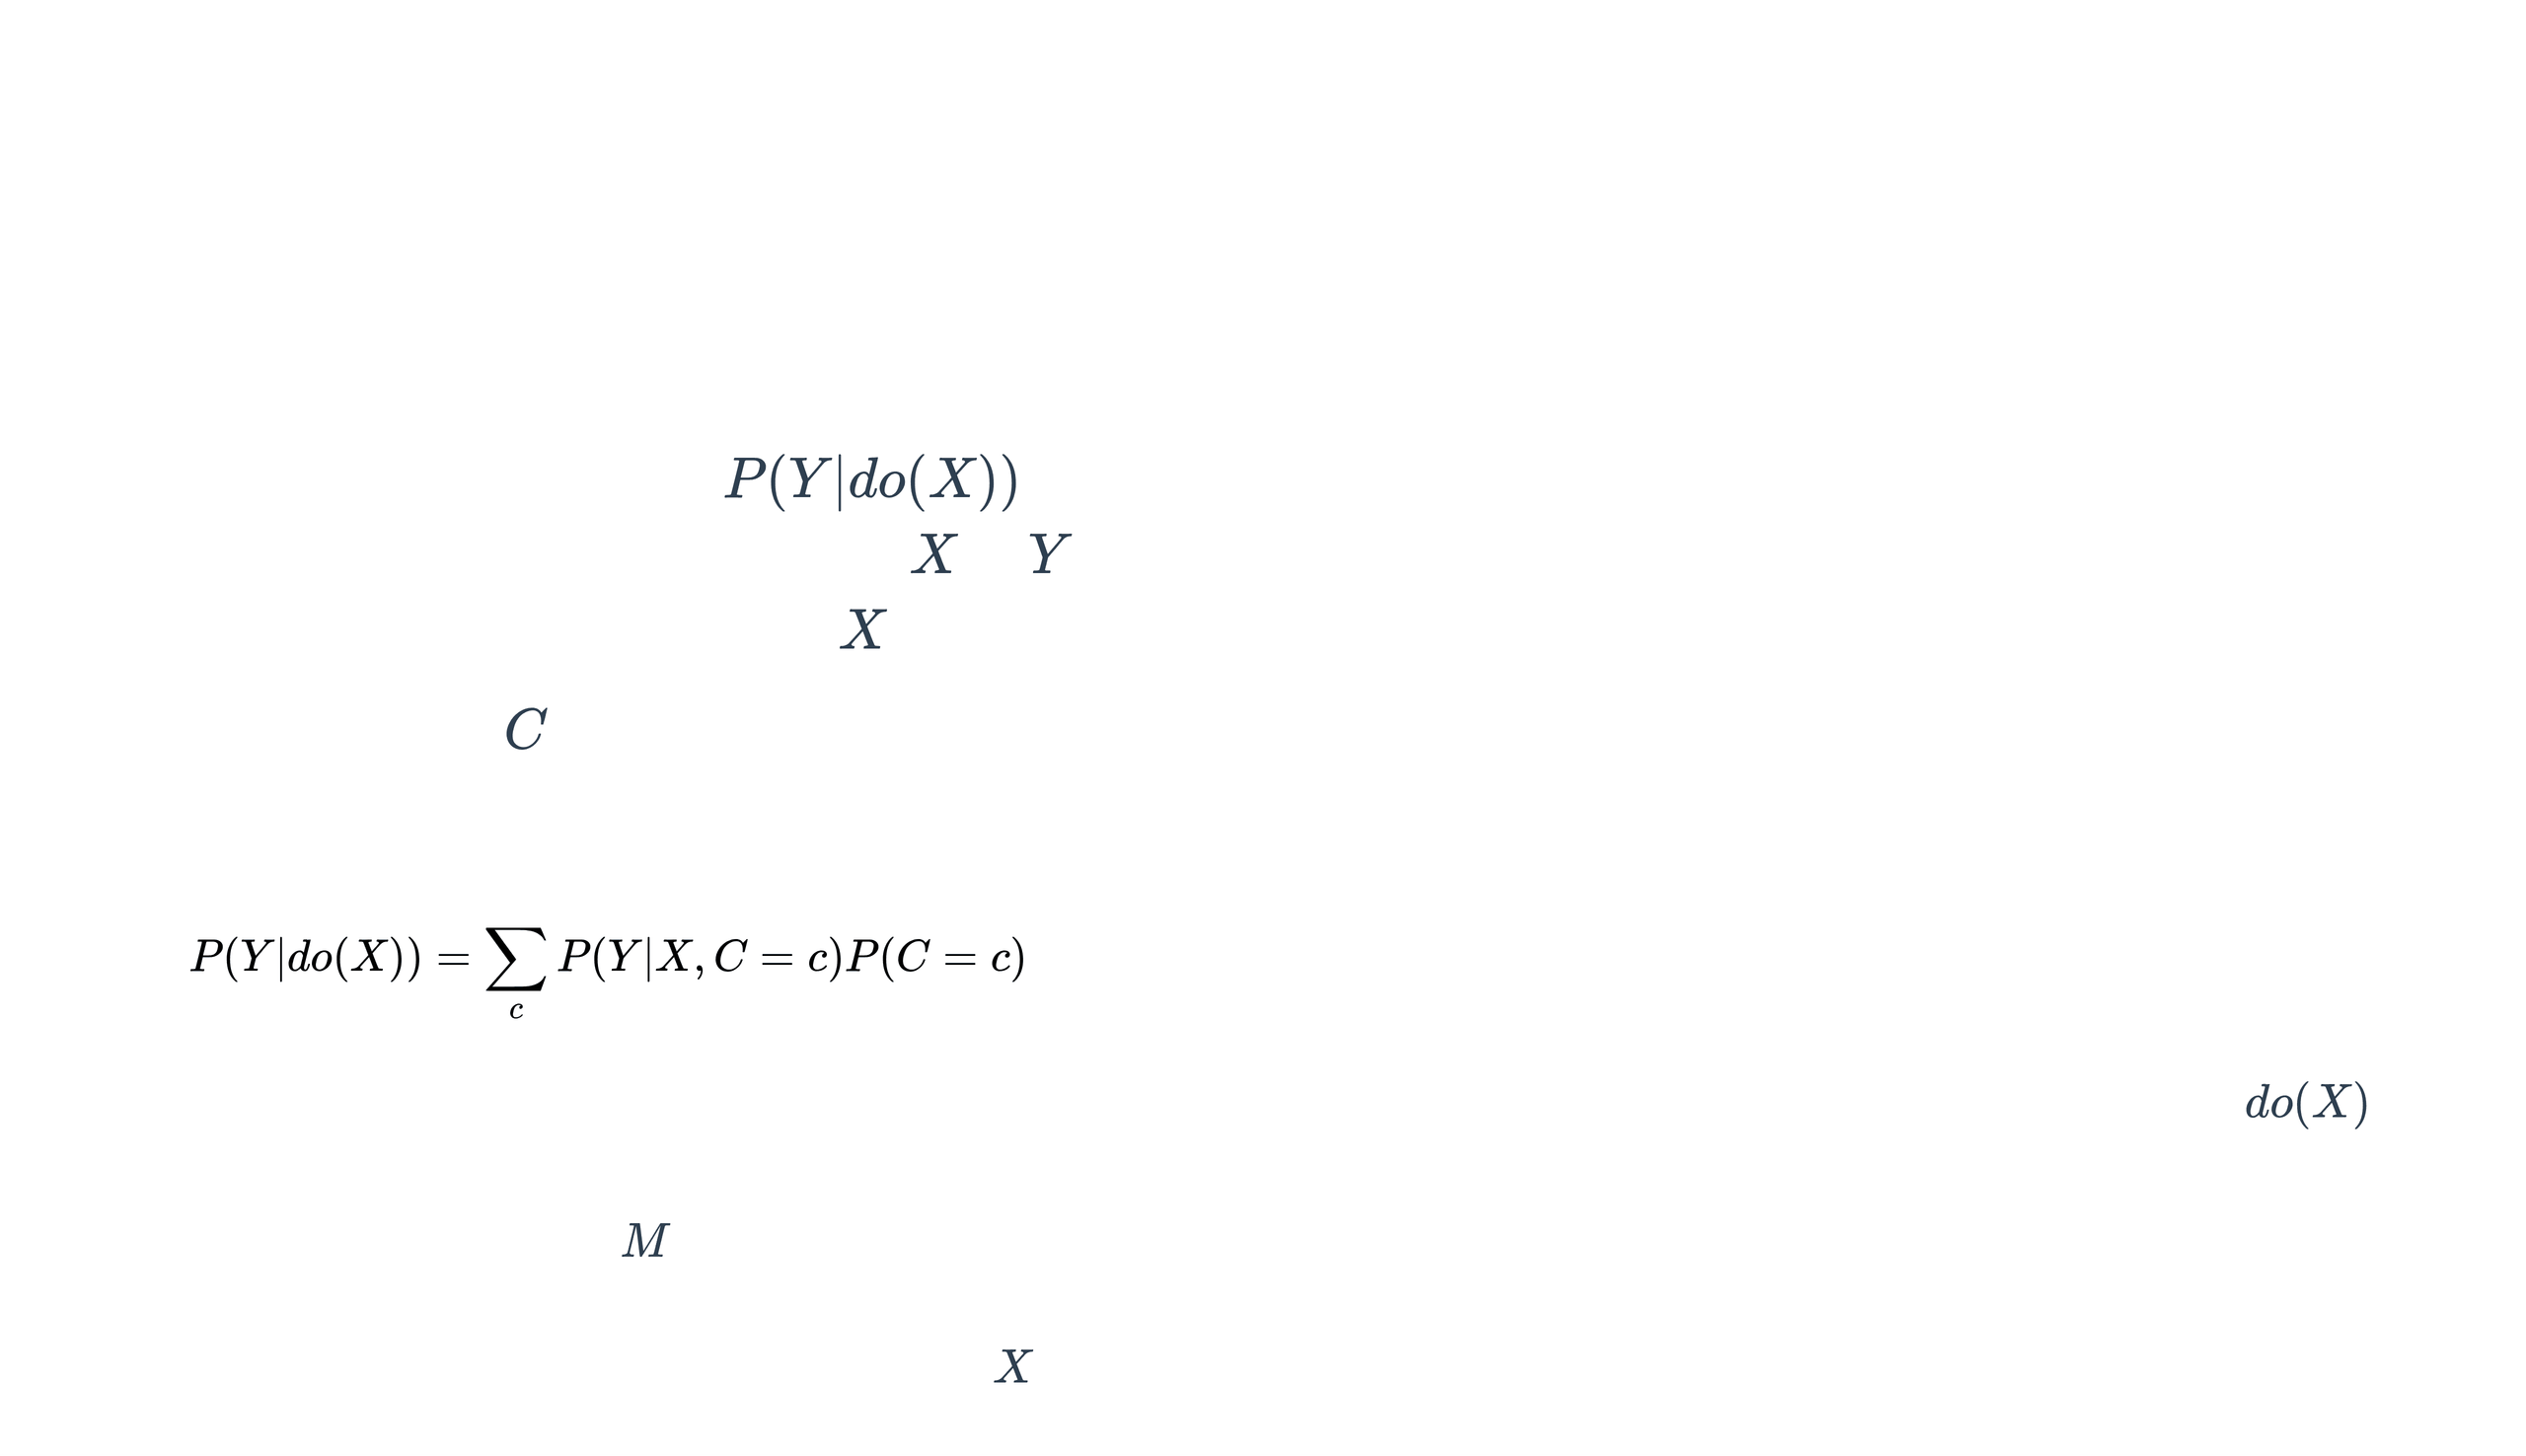 P(Y|do(X))
X Y
X
C
P(Y|do(X)) = ∑_c P(Y|X, C = c)P(C = c)
do(X)
M
X